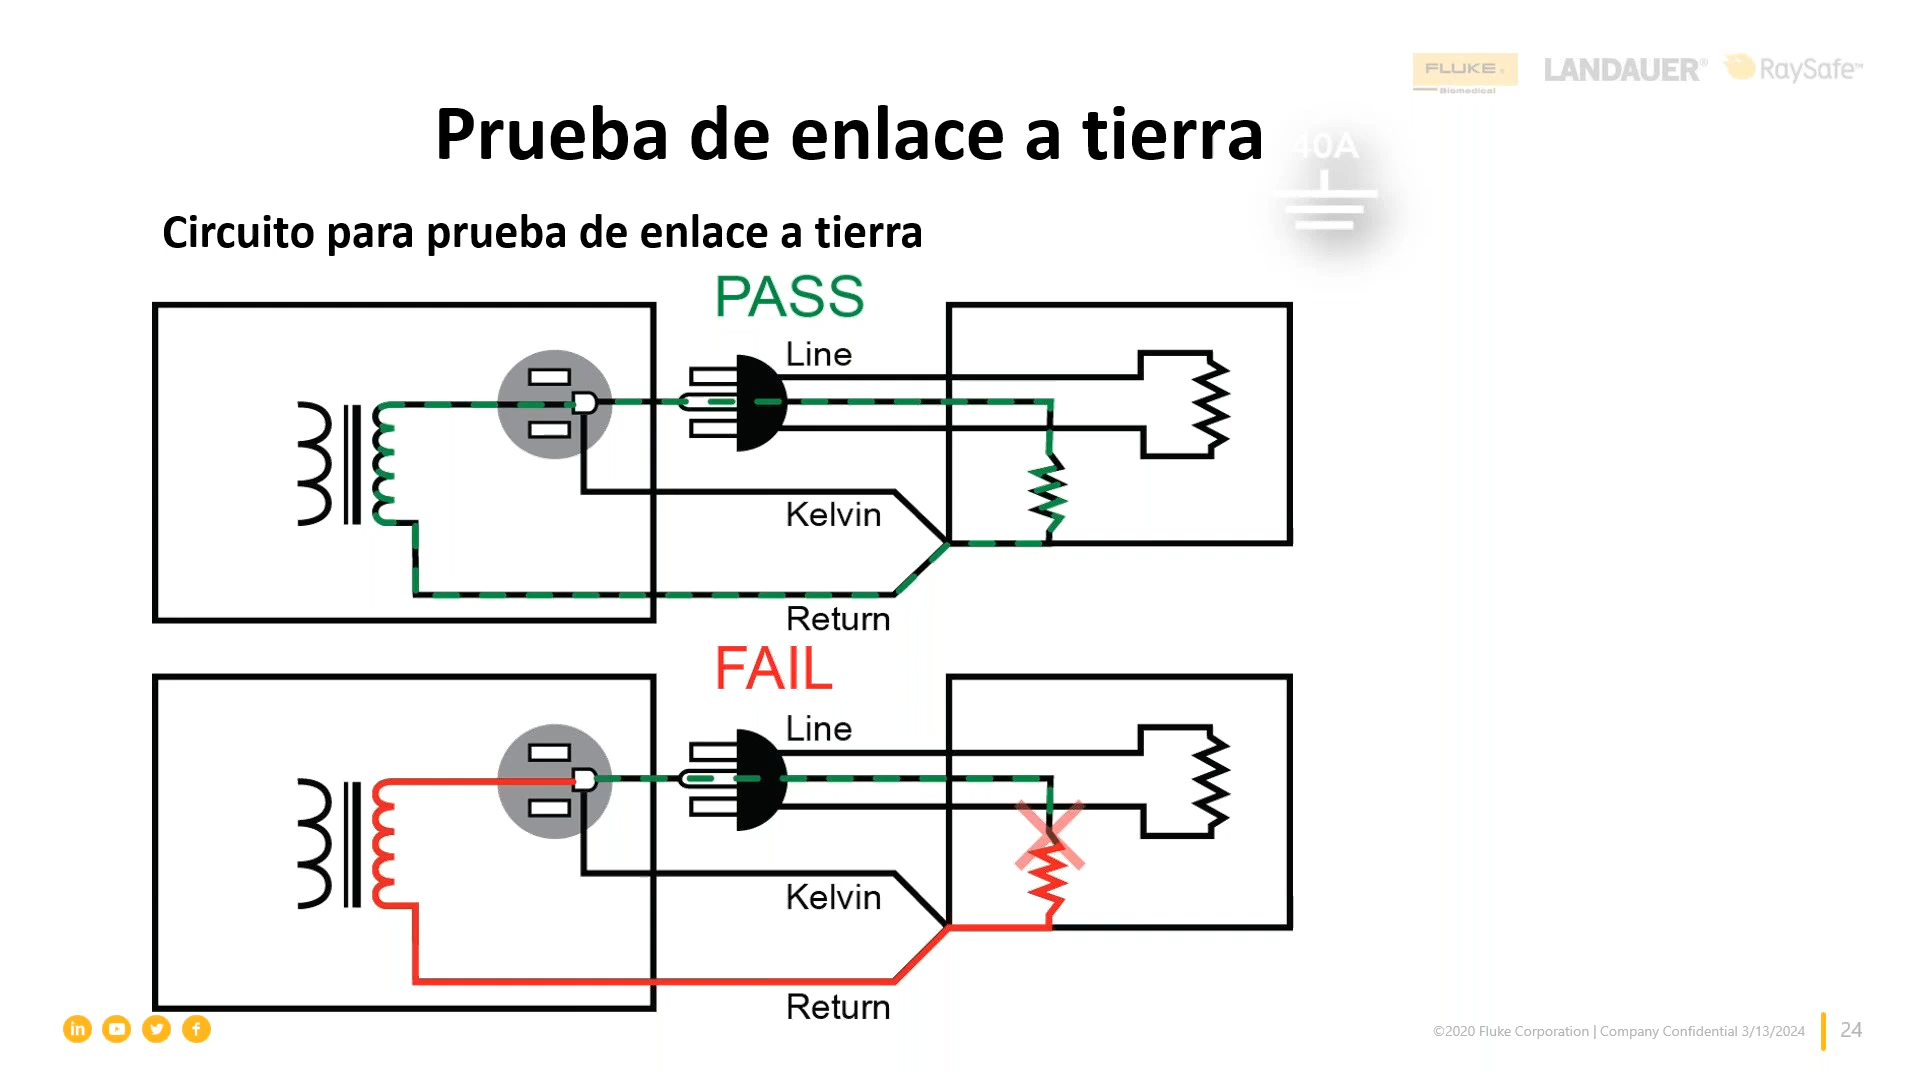 FLUKE
Biomedical
LANDAUER®
RaySafe™
Prueba de enlace a tierra
40A
Circuito para prueba de enlace a tierra
PASS
Line
Kelvin
Return
FAIL
Line
Kelvin
Return
©2020 Fluke Corporation | Company Confidential 3/13/2024
24